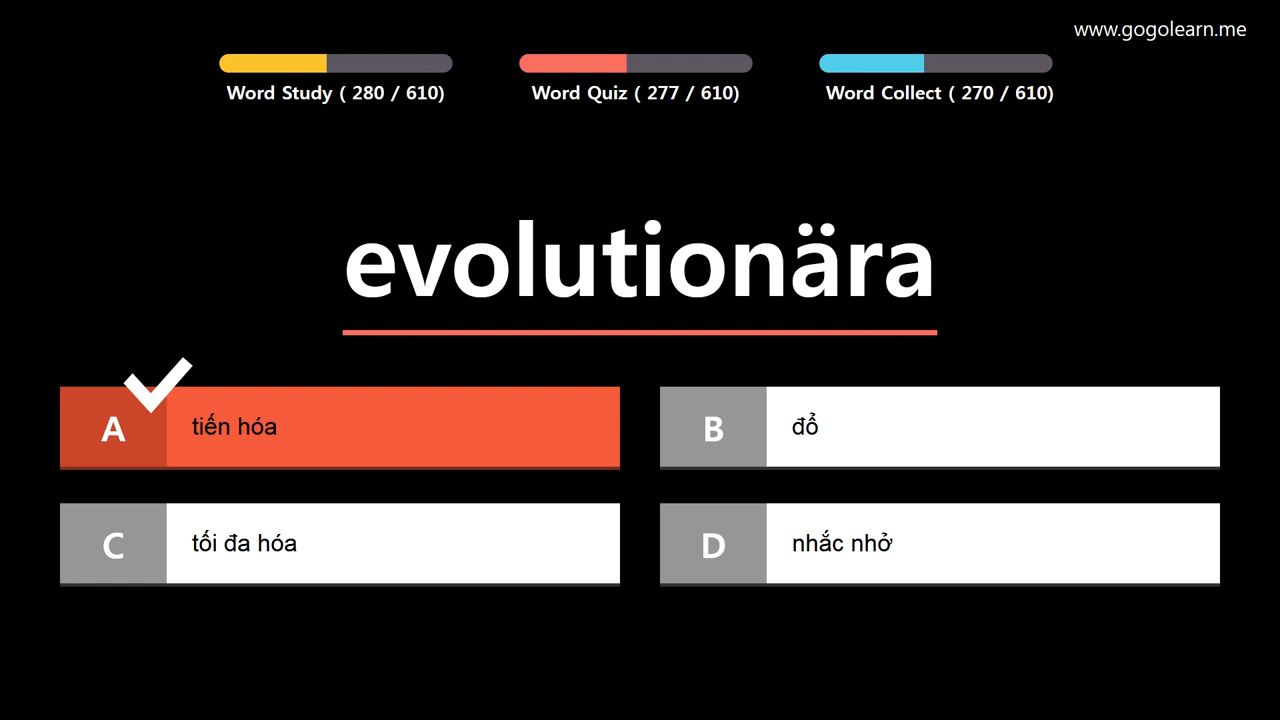 www.gogolearn.me
Word Study ( 280 / 610)
Word Quiz ( 277 / 610)
Word Collect ( 270 / 610)
evolutionära
A
tiến hóa
B
đổ
C
tối đa hóa
D
nhắc nhở